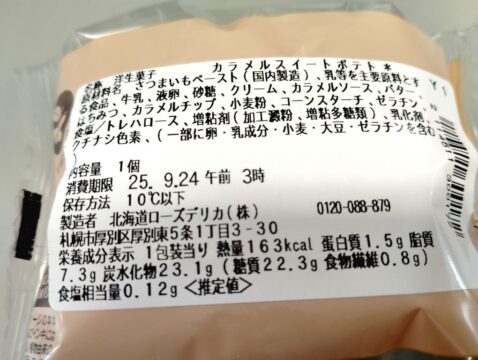 カラメルスイートポテト*
名称 洋生菓子
原材料名 さつまいもペースト(国内製造)、乳等を主要原料とす
る食品、牛乳、液卵、砂糖、クリーム、カラメルソース、バター、
はちみつ、カラメルチップ、小麦粉、コーンスターチ、ゼラチン、
食塩/トレハロース、増粘剤(加工澱粉、増粘多糖類)、乳化剤、
クチナシ色素、(一部に卵・乳成分・小麦・大豆・ゼラチンを含む)
内容量 1個
消費期限 25. 9.24 午前 3時
保存方法 10℃以下
製造者 北海道ローズデリカ(株) 0120-088-879
札幌市厚別区厚別東5条1丁目3-30
栄養成分表示 1包装当り 熱量163kcal 蛋白質1.5g 脂質
7.3g 炭水化物23.1g (糖質22.3g 食物繊維0.8g)
食塩相当量0.12g <推定値>